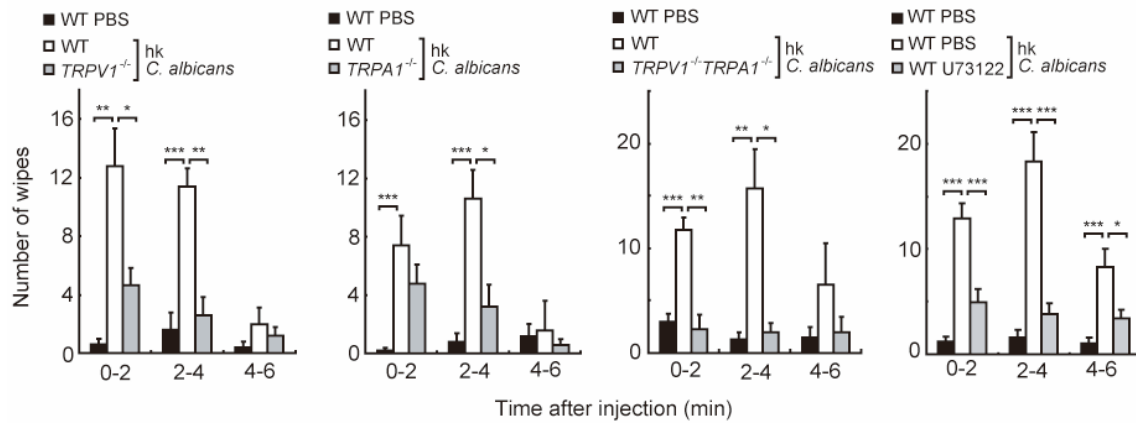 WT PBS
WT
TRPV1-/-
hk
C. albicans
WT PBS
WT
TRPA1-/-
hk
C. albicans
WT PBS
WT
TRPV1-/-TRPA1-/-
hk
C. albicans
WT PBS
WT PBS
WT U73122
hk
C. albicans
Number of wipes
16
12
8
4
0
** *
*** **
0-2 2-4 4-6
16
12
8
4
0
***
*** *
0-2 2-4 4-6
20
10
0
*** **
** *
0-2 2-4 4-6
20
10
0
*** ***
*** ***
*** *
0-2 2-4 4-6
Time after injection (min)